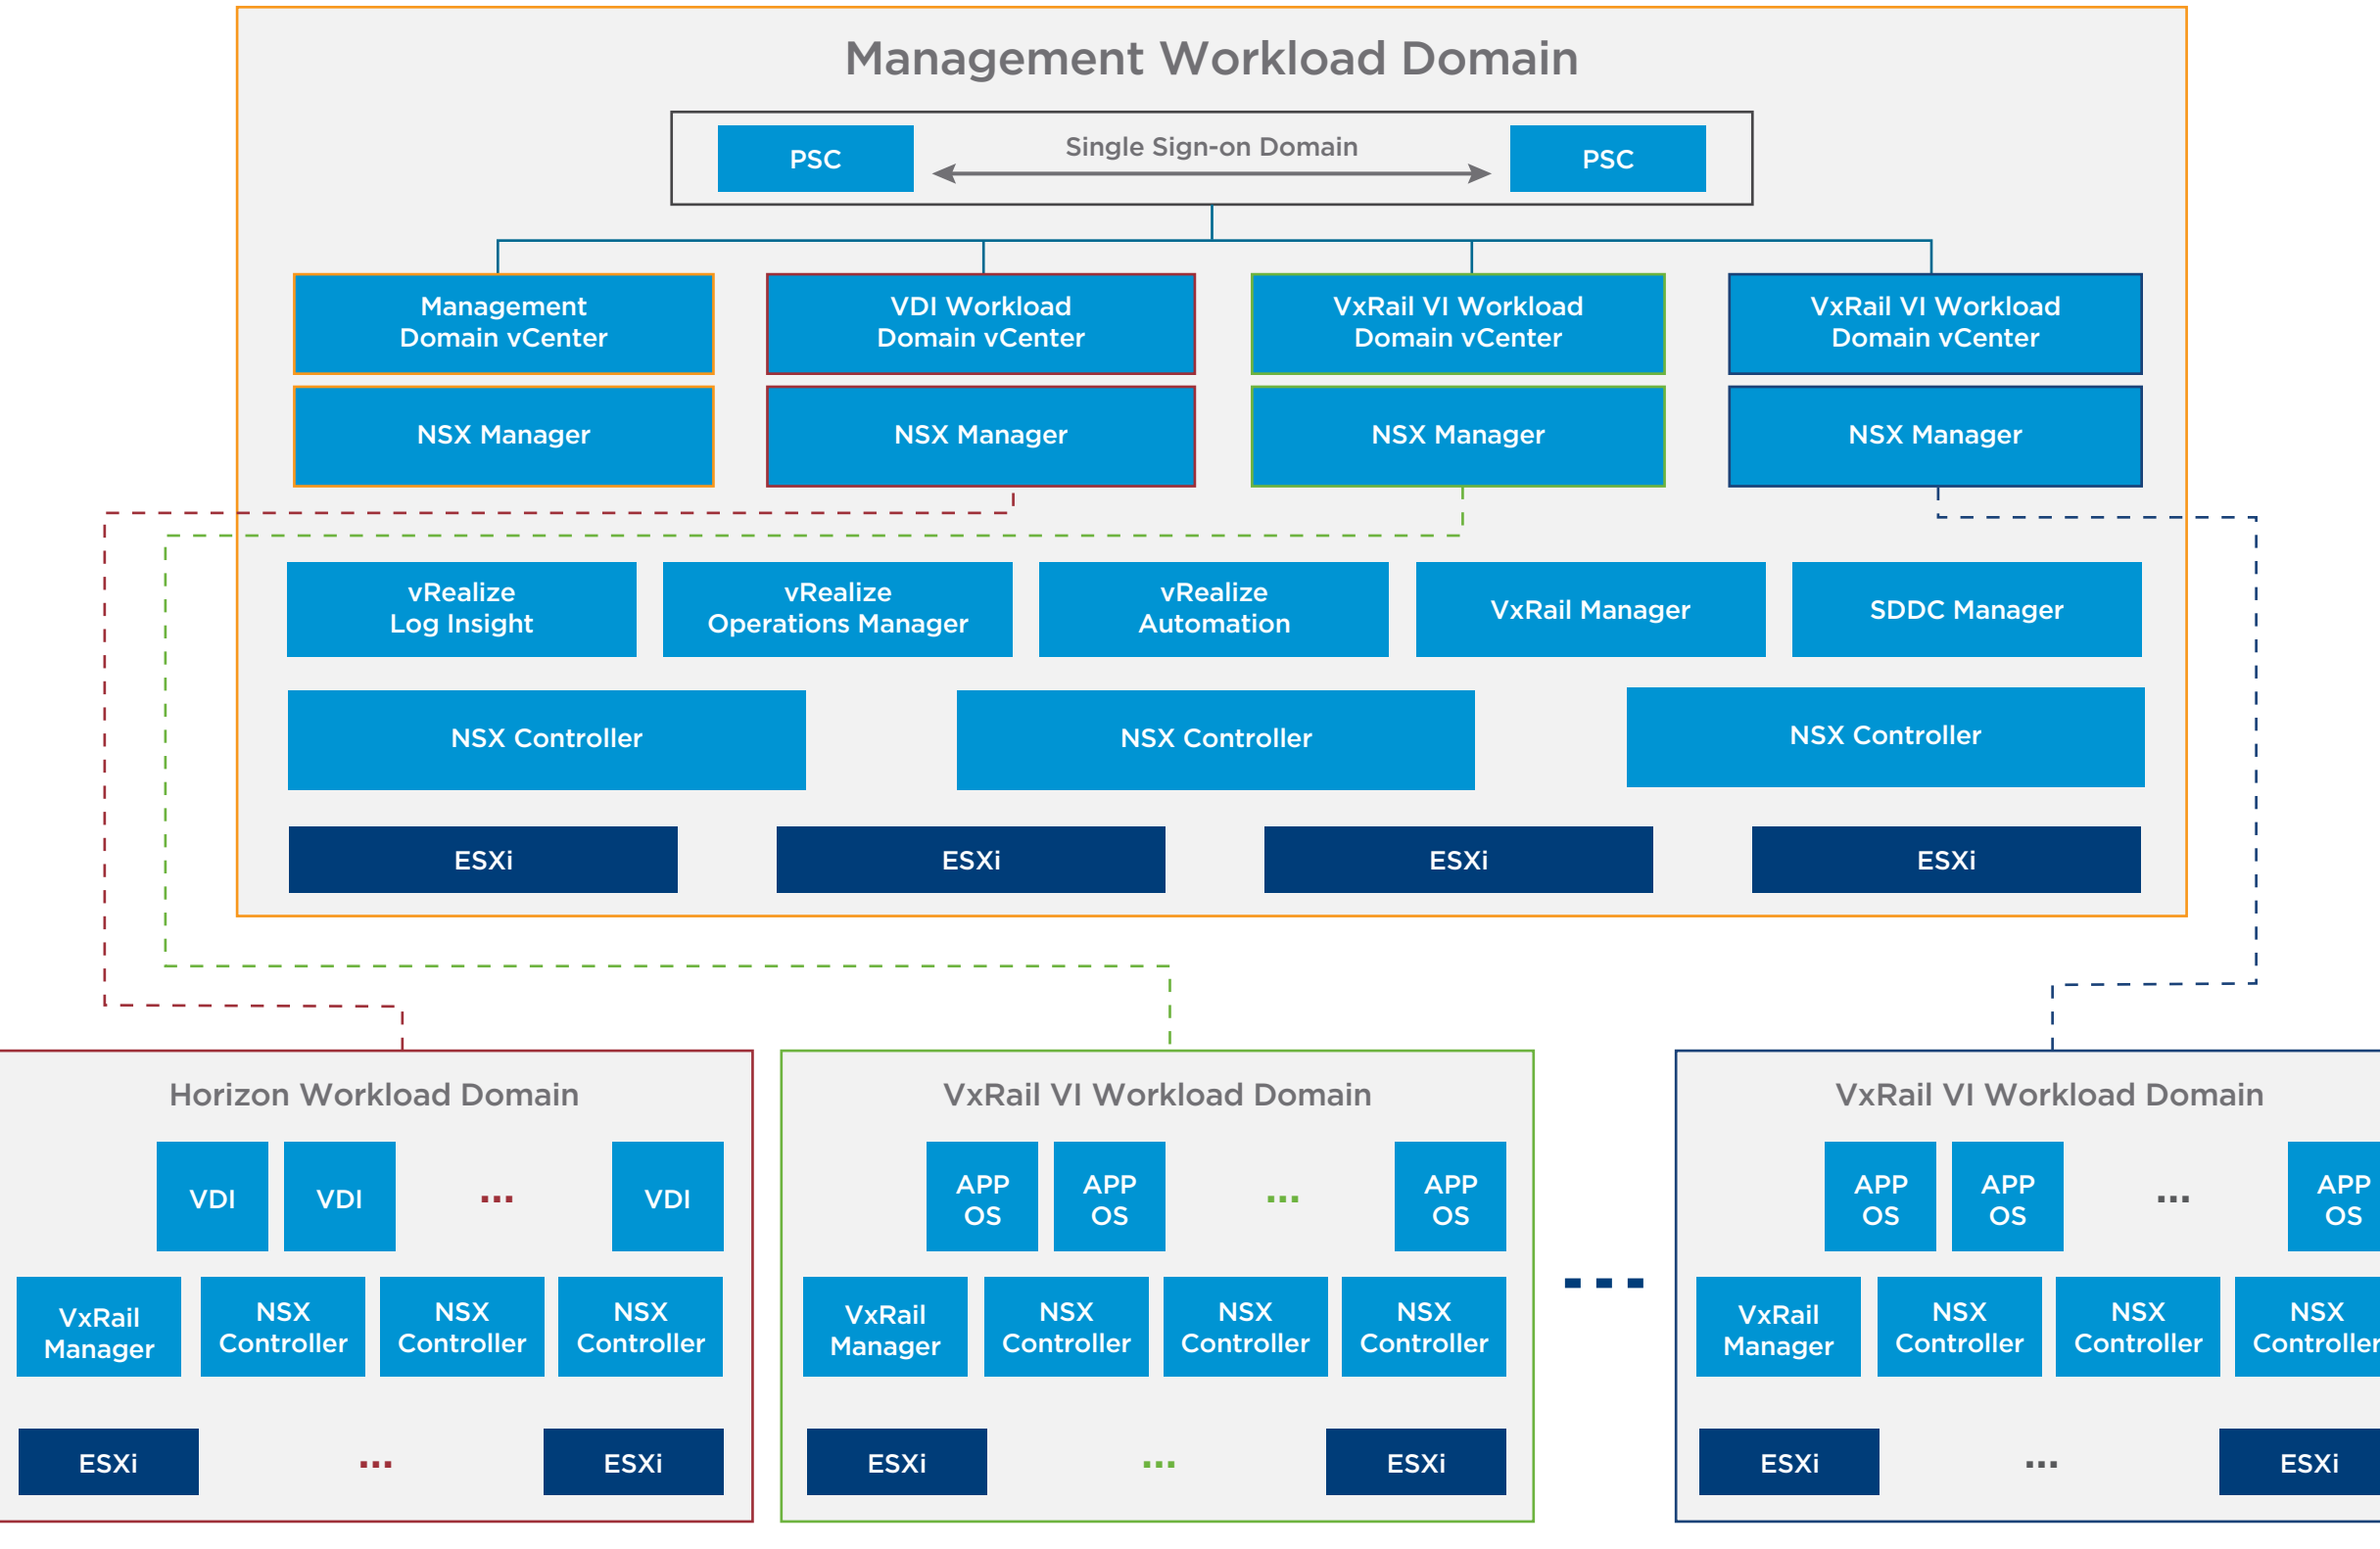 Management Workload Domain
PSC
Single Sign-on Domain
PSC
Management
Domain vCenter
VDI Workload
Domain vCenter
VxRail VI Workload
Domain vCenter
VxRail VI Workload
Domain vCenter
NSX Manager
NSX Manager
NSX Manager
NSX Manager
vRealize
Log Insight
vRealize
Operations Manager
vRealize
Automation
VxRail Manager
SDDC Manager
NSX Controller
NSX Controller
NSX Controller
ESXi
ESXi
ESXi
ESXi
Horizon Workload Domain
VDI
VDI
...
VDI
VxRail
Manager
NSX
Controller
NSX
Controller
NSX
Controller
ESXi
...
ESXi
VxRail VI Workload Domain
APP
OS
APP
OS
...
APP
OS
VxRail
Manager
NSX
Controller
NSX
Controller
NSX
Controller
ESXi
...
ESXi
VxRail VI Workload Domain
APP
OS
APP
OS
...
APP
OS
VxRail
Manager
NSX
Controller
NSX
Controller
NSX
Controller
ESXi
...
ESXi